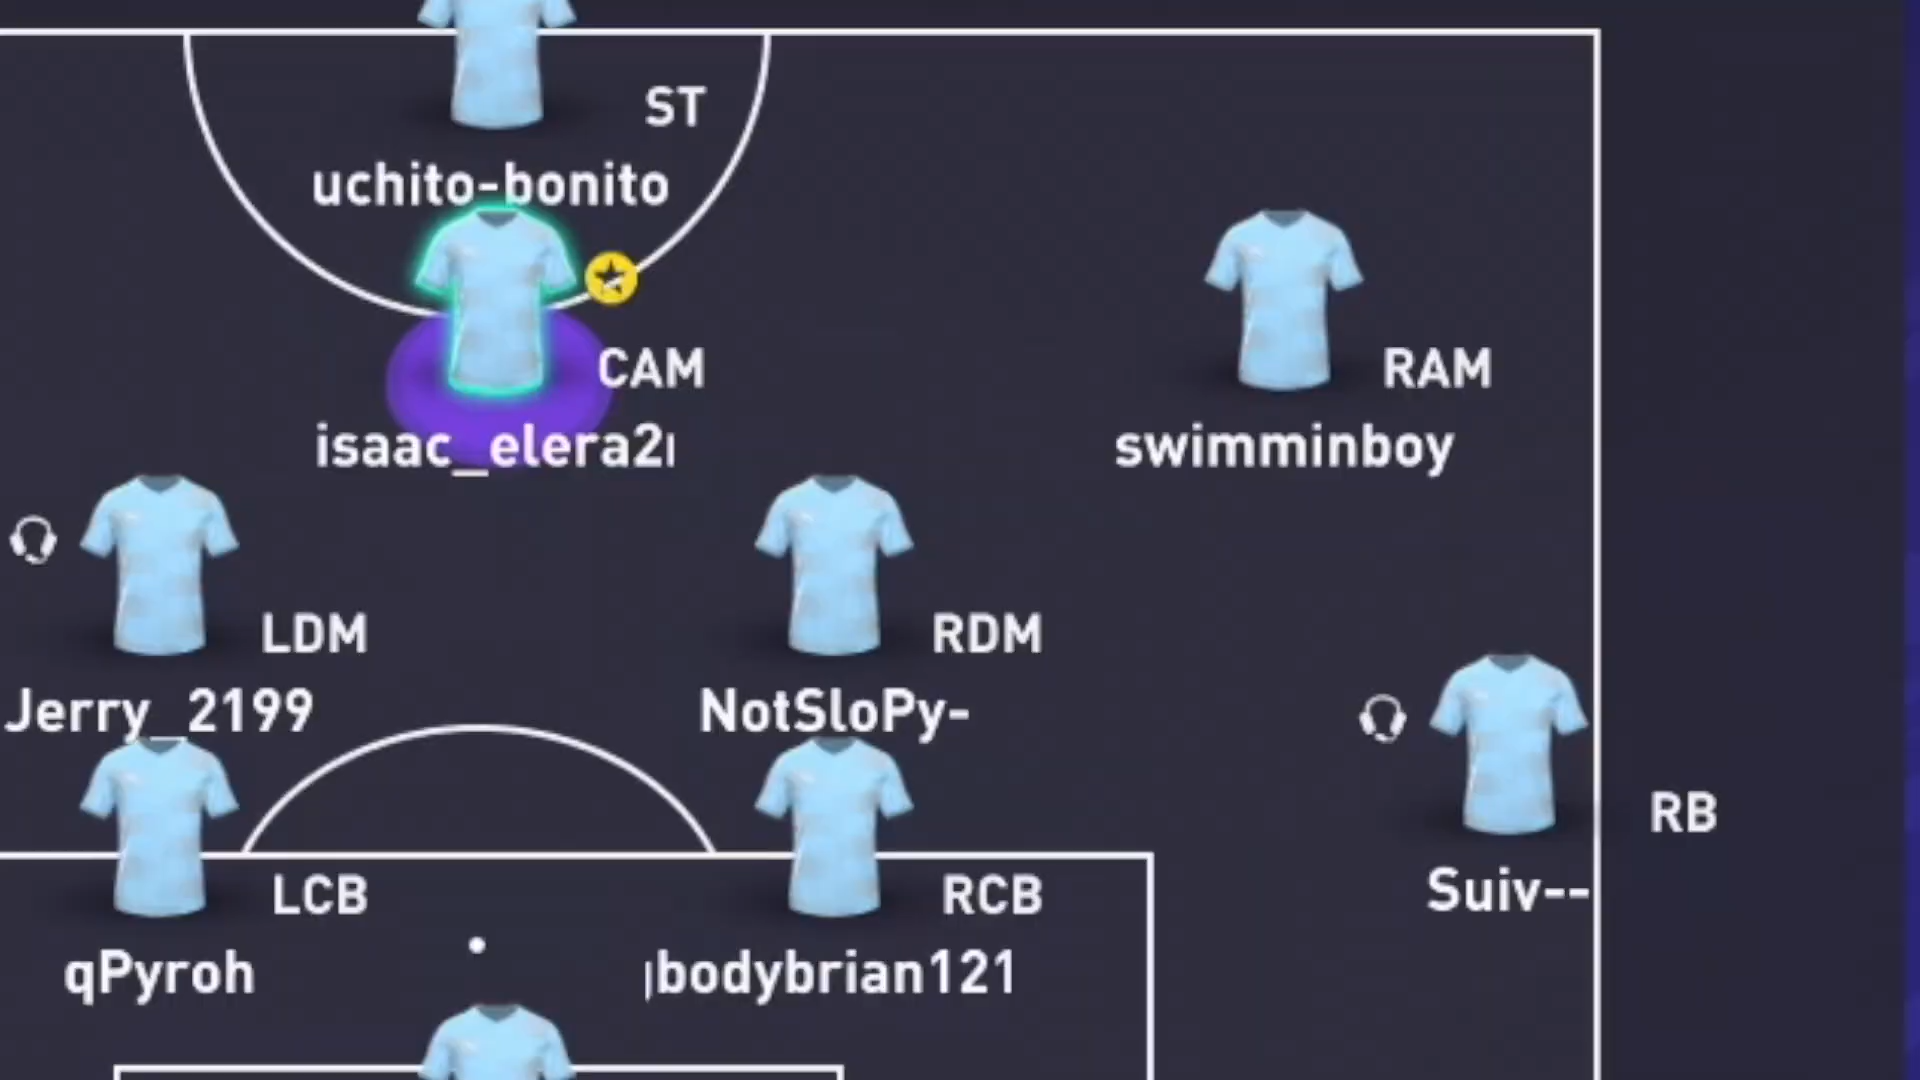 ST
uchito-bonito
CAM
RAM
isaac_elera2
swimminboy
LDM
RDM
Jerry_2199
NotSloPy-
RB
LCB
RCB
Suiv--
qPyroh
bodybrian121